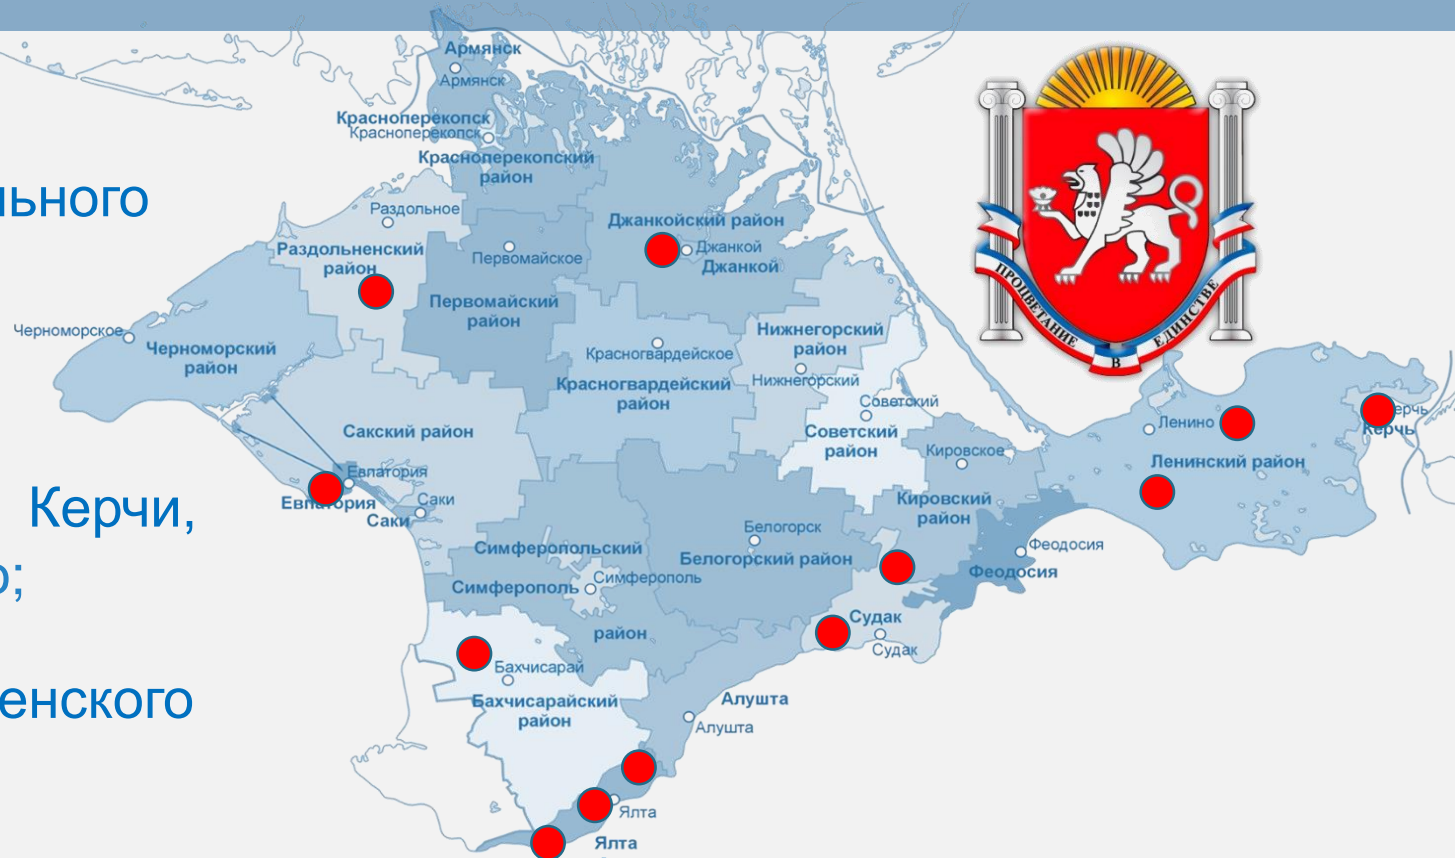 Армянск
Армянск
Красноперекопск
Красноперекопск
Красноперекопский
район
льного
Раздольное
Джанкойский район
Раздольненский
район
Первомайское
Джанкой
Джанкой
ПРОЦВЕТАНИЕ
В
ЕДИНСТВЕ
Первомайский
район
Черноморское
Черноморский
район
Нижнегорский
район
Красногвардейское
Нижнегорский
Красногвардейский
район
Советский
Советский
район
Сакский район
Ленино
ерчь
Керчь
Ленинский район
Кировское
Кировский
район
Евпатория
Евпатория
Саки
Саки
Керчи,
о;
Белогорск
Белогорский район
Симферопольский
Симферополь
Симферополь
район
Феодосия
Феодосия
Судак
Судак
енского
Бахчисарай
Бахчисарайский
район
Алушта
Алушта
Ялта
Ялта